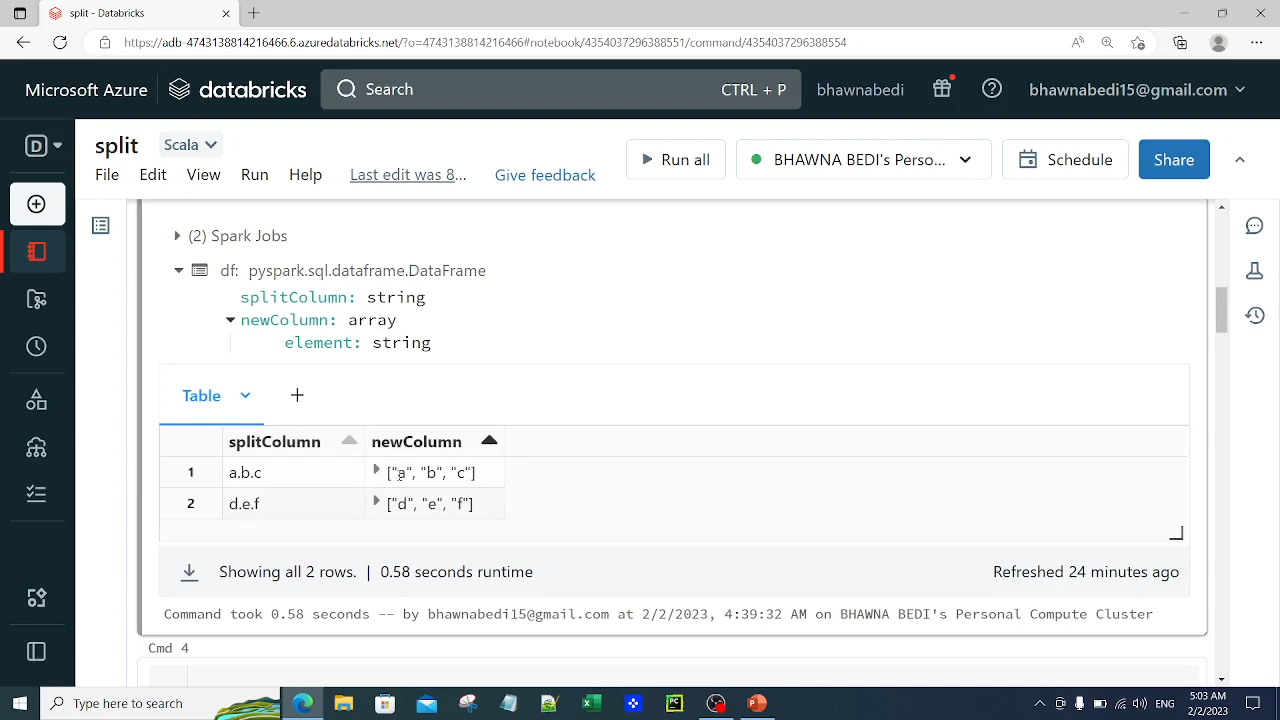 split - Databricks
https://adb-4743138814216466.6.azuredatabricks.net/?o=4743138814216466#notebook/4354037296388551/command/4354037296388554
Microsoft Azure databricks Search CTRL + P bhawnabedi bhawnabedi15@gmail.com
D
split Scala
Run all BHAWNA BEDI's Perso... Schedule Share
File Edit View Run Help Last edit was 8... Give feedback
(2) Spark Jobs
df: pyspark.sql.dataframe.DataFrame
splitColumn: string
newColumn: array
element: string
Table +
splitColumn newColumn
1 a.b.c ["a", "b", "c"]
2 d.e.f ["d", "e", "f"]
Showing all 2 rows. | 0.58 seconds runtime Refreshed 24 minutes ago
Command took 0.58 seconds -- by bhawnabedi15@gmail.com at 2/2/2023, 4:39:32 AM on BHAWNA BEDI's Personal Compute Cluster
Cmd 4
Type here to search PC P ENG 5:03 AM
2/2/2023